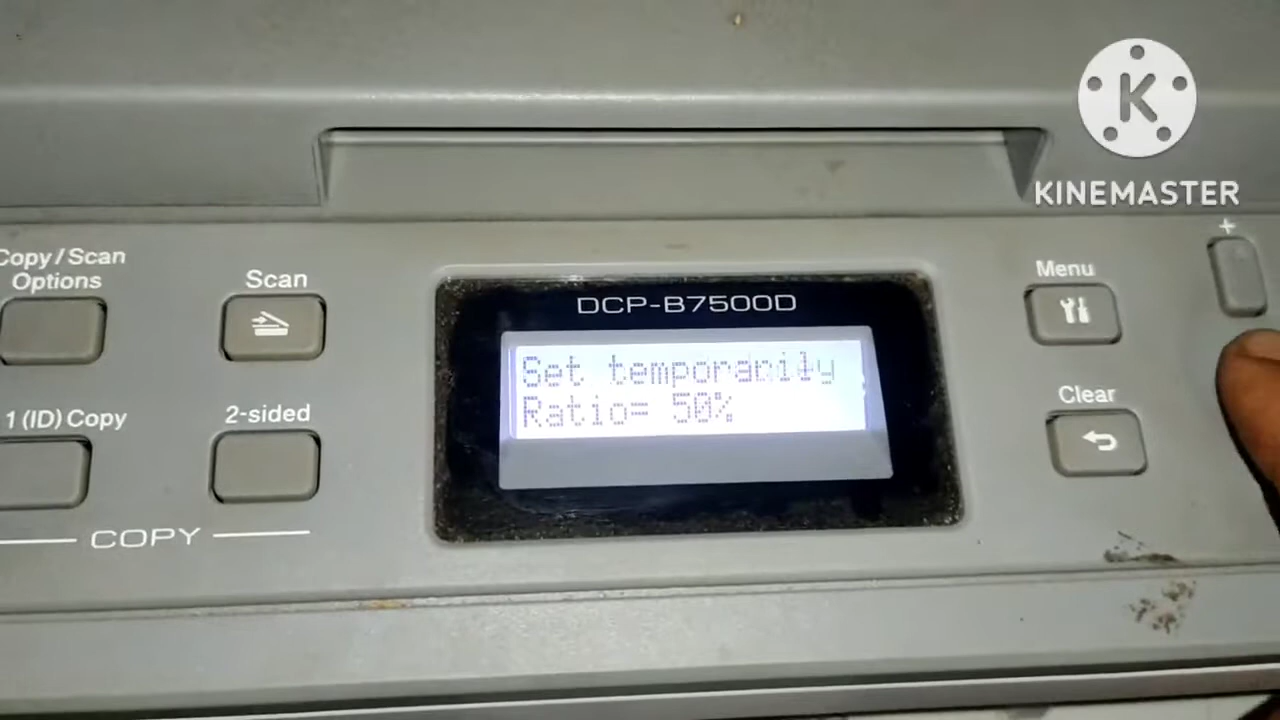 K
KINEMASTER
+
Copy/Scan
Options
Scan
Menu
DCP-B7500D
Set temporarily
Ratio= 50%
Clear
1 (ID) Copy
2-sided
COPY